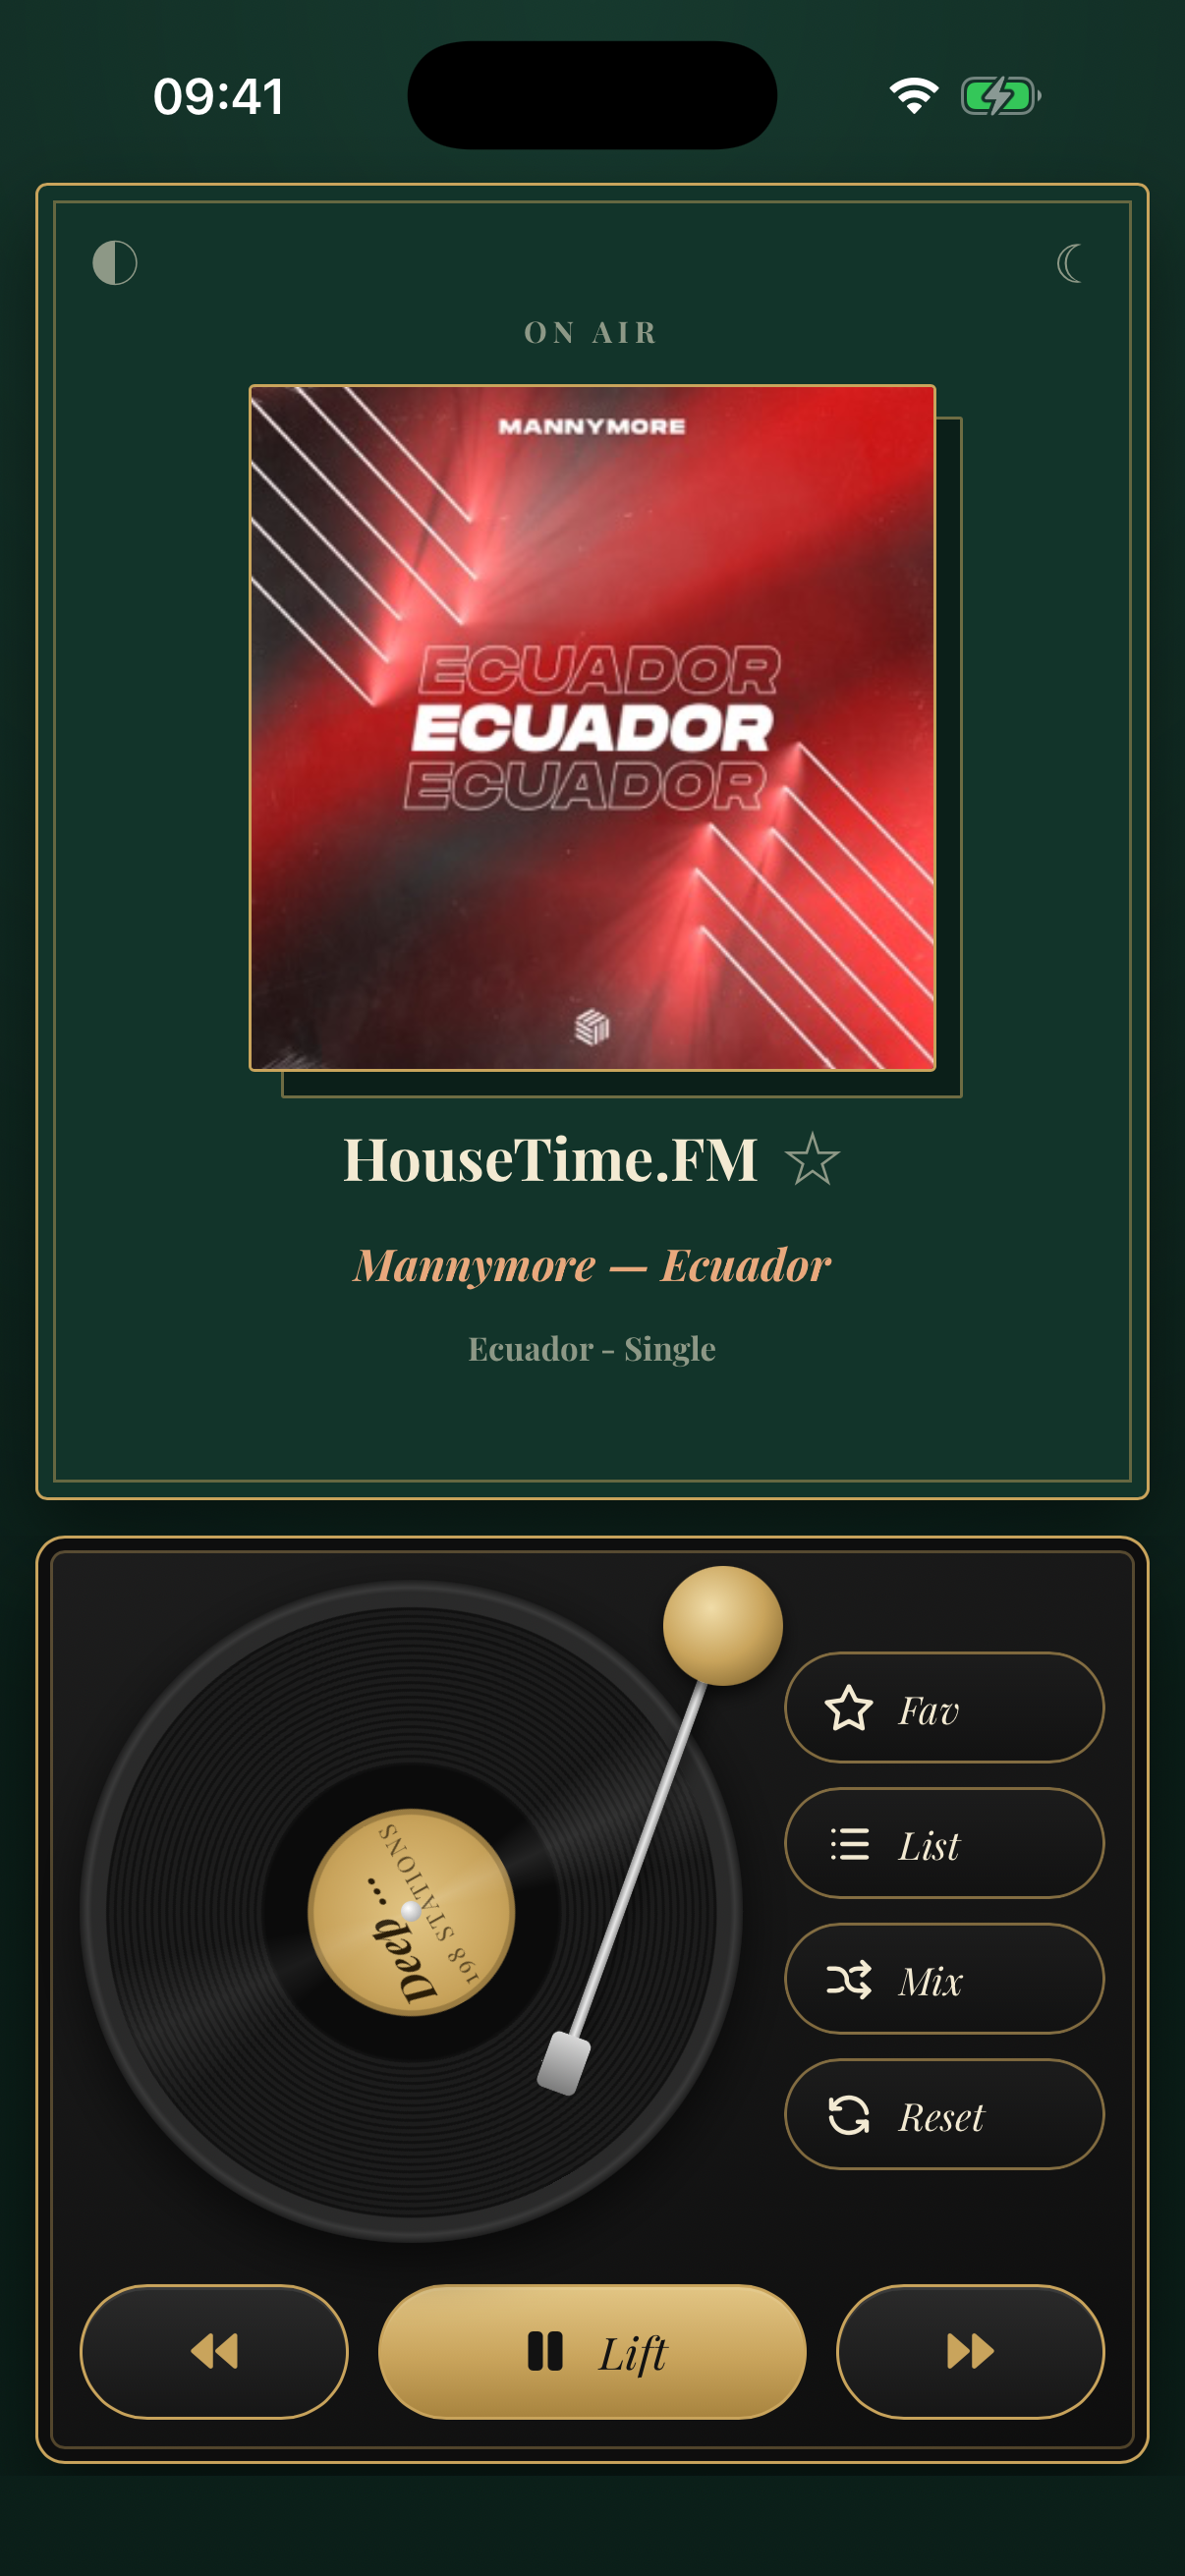 09:41
ON AIR
MANNYMORE
ECUADOR
ECUADOR
ECUADOR
HouseTime.FM
Mannymore — Ecuador
Ecuador - Single
Deep ...
198 STATIONS
Fav
List
Mix
Reset
Lift